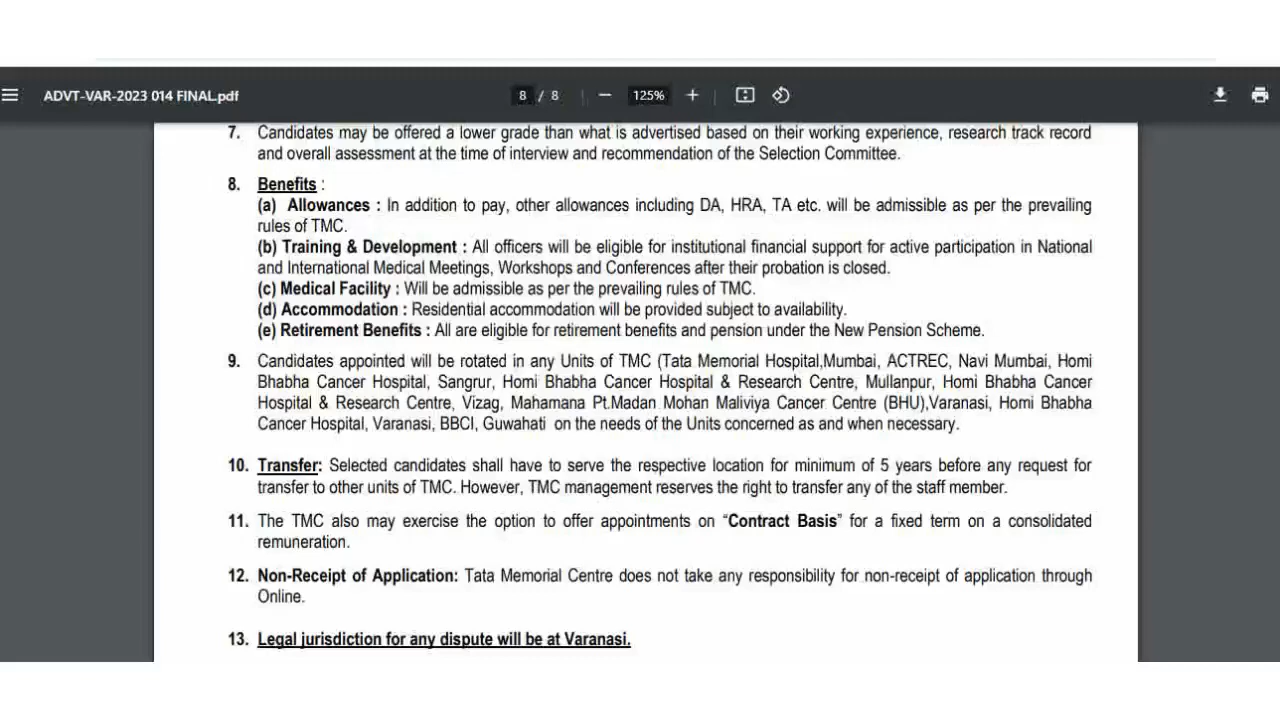 ADVT-VAR-2023 014 FINAL.pdf
8 / 8
125%
7. Candidates may be offered a lower grade than what is advertised based on their working experience, research track record
and overall assessment at the time of interview and recommendation of the Selection Committee.
8. Benefits :
(a) Allowances : In addition to pay, other allowances including DA, HRA, TA etc. will be admissible as per the prevailing
rules of TMC.
(b) Training & Development : All officers will be eligible for institutional financial support for active participation in National
and International Medical Meetings, Workshops and Conferences after their probation is closed.
(c) Medical Facility : Will be admissible as per the prevailing rules of TMC.
(d) Accommodation : Residential accommodation will be provided subject to availability.
(e) Retirement Benefits : All are eligible for retirement benefits and pension under the New Pension Scheme.
9. Candidates appointed will be rotated in any Units of TMC (Tata Memorial Hospital,Mumbai, ACTREC, Navi Mumbai, Homi
Bhabha Cancer Hospital, Sangrur, Homi Bhabha Cancer Hospital & Research Centre, Mullanpur, Homi Bhabha Cancer
Hospital & Research Centre, Vizag, Mahamana Pt.Madan Mohan Maliviya Cancer Centre (BHU),Varanasi, Homi Bhabha
Cancer Hospital, Varanasi, BBCI, Guwahati on the needs of the Units concerned as and when necessary.
10. Transfer: Selected candidates shall have to serve the respective location for minimum of 5 years before any request for
transfer to other units of TMC. However, TMC management reserves the right to transfer any of the staff member.
11. The TMC also may exercise the option to offer appointments on “Contract Basis” for a fixed term on a consolidated
remuneration.
12. Non-Receipt of Application: Tata Memorial Centre does not take any responsibility for non-receipt of application through
Online.
13. Legal jurisdiction for any dispute will be at Varanasi.